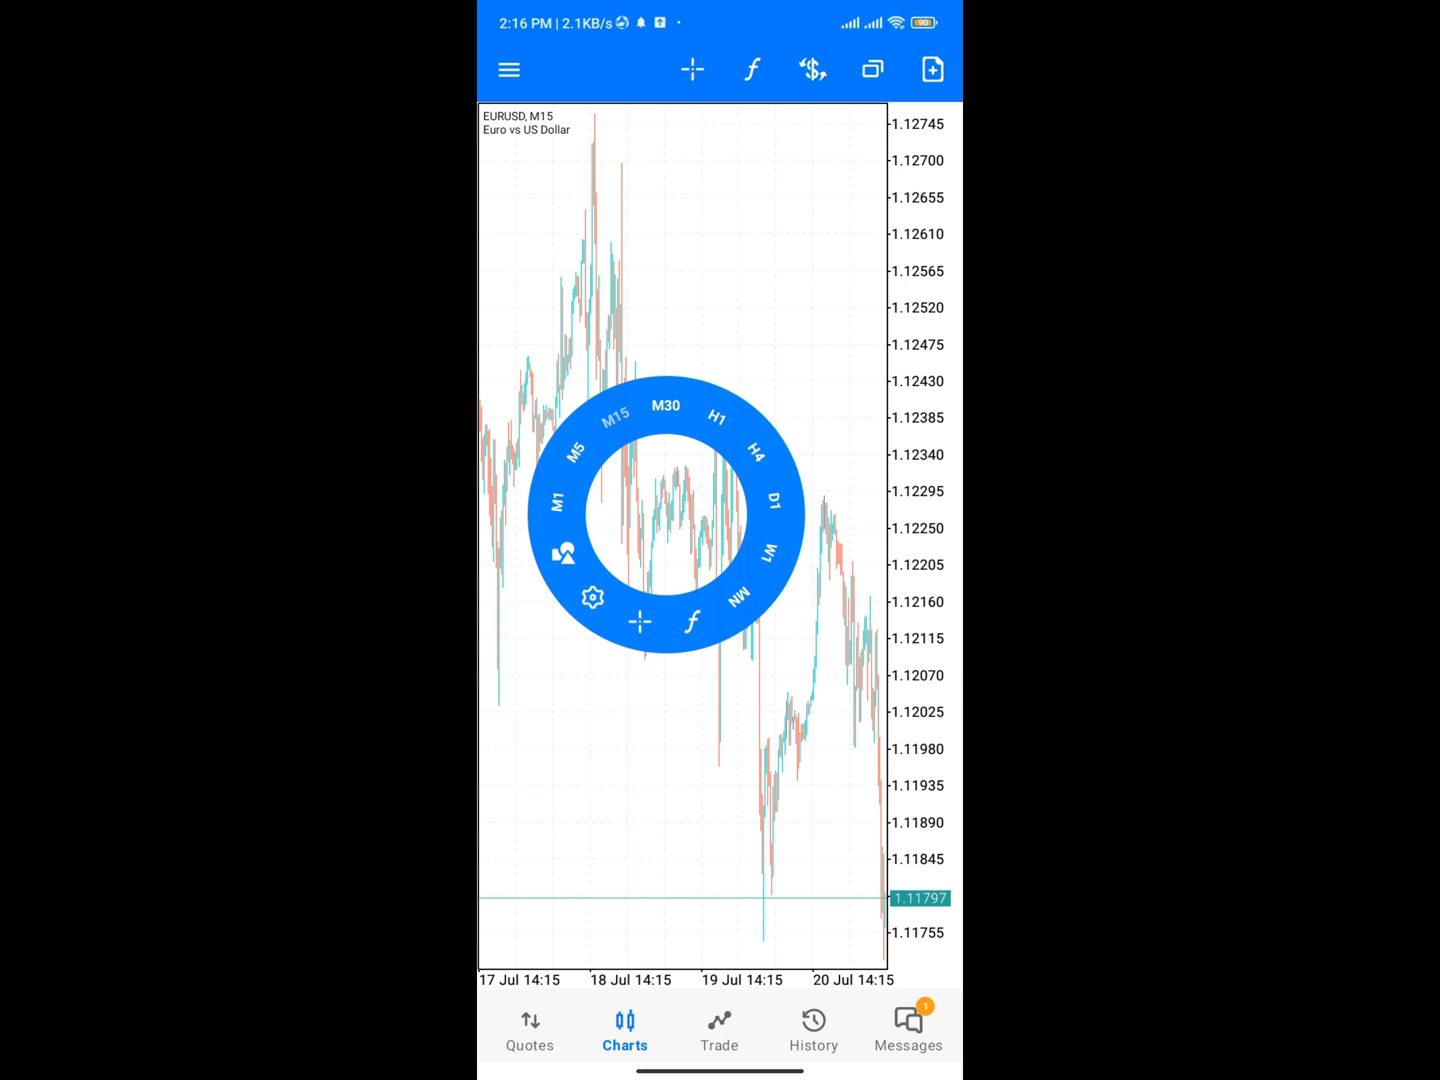 2:16 PM | 2.1KB/s
90
EURUSD, M15
Euro vs US Dollar
1.12745
1.12700
1.12655
1.12610
1.12565
1.12520
1.12475
1.12430
1.12385
1.12340
1.12295
1.12250
1.12205
1.12160
1.12115
1.12070
1.12025
1.11980
1.11935
1.11890
1.11845
1.11797
1.11755
M1
M5
M15
M30
H1
H4
D1
W1
MN
17 Jul 14:15 18 Jul 14:15 19 Jul 14:15 20 Jul 14:15
1
Quotes Charts Trade History Messages